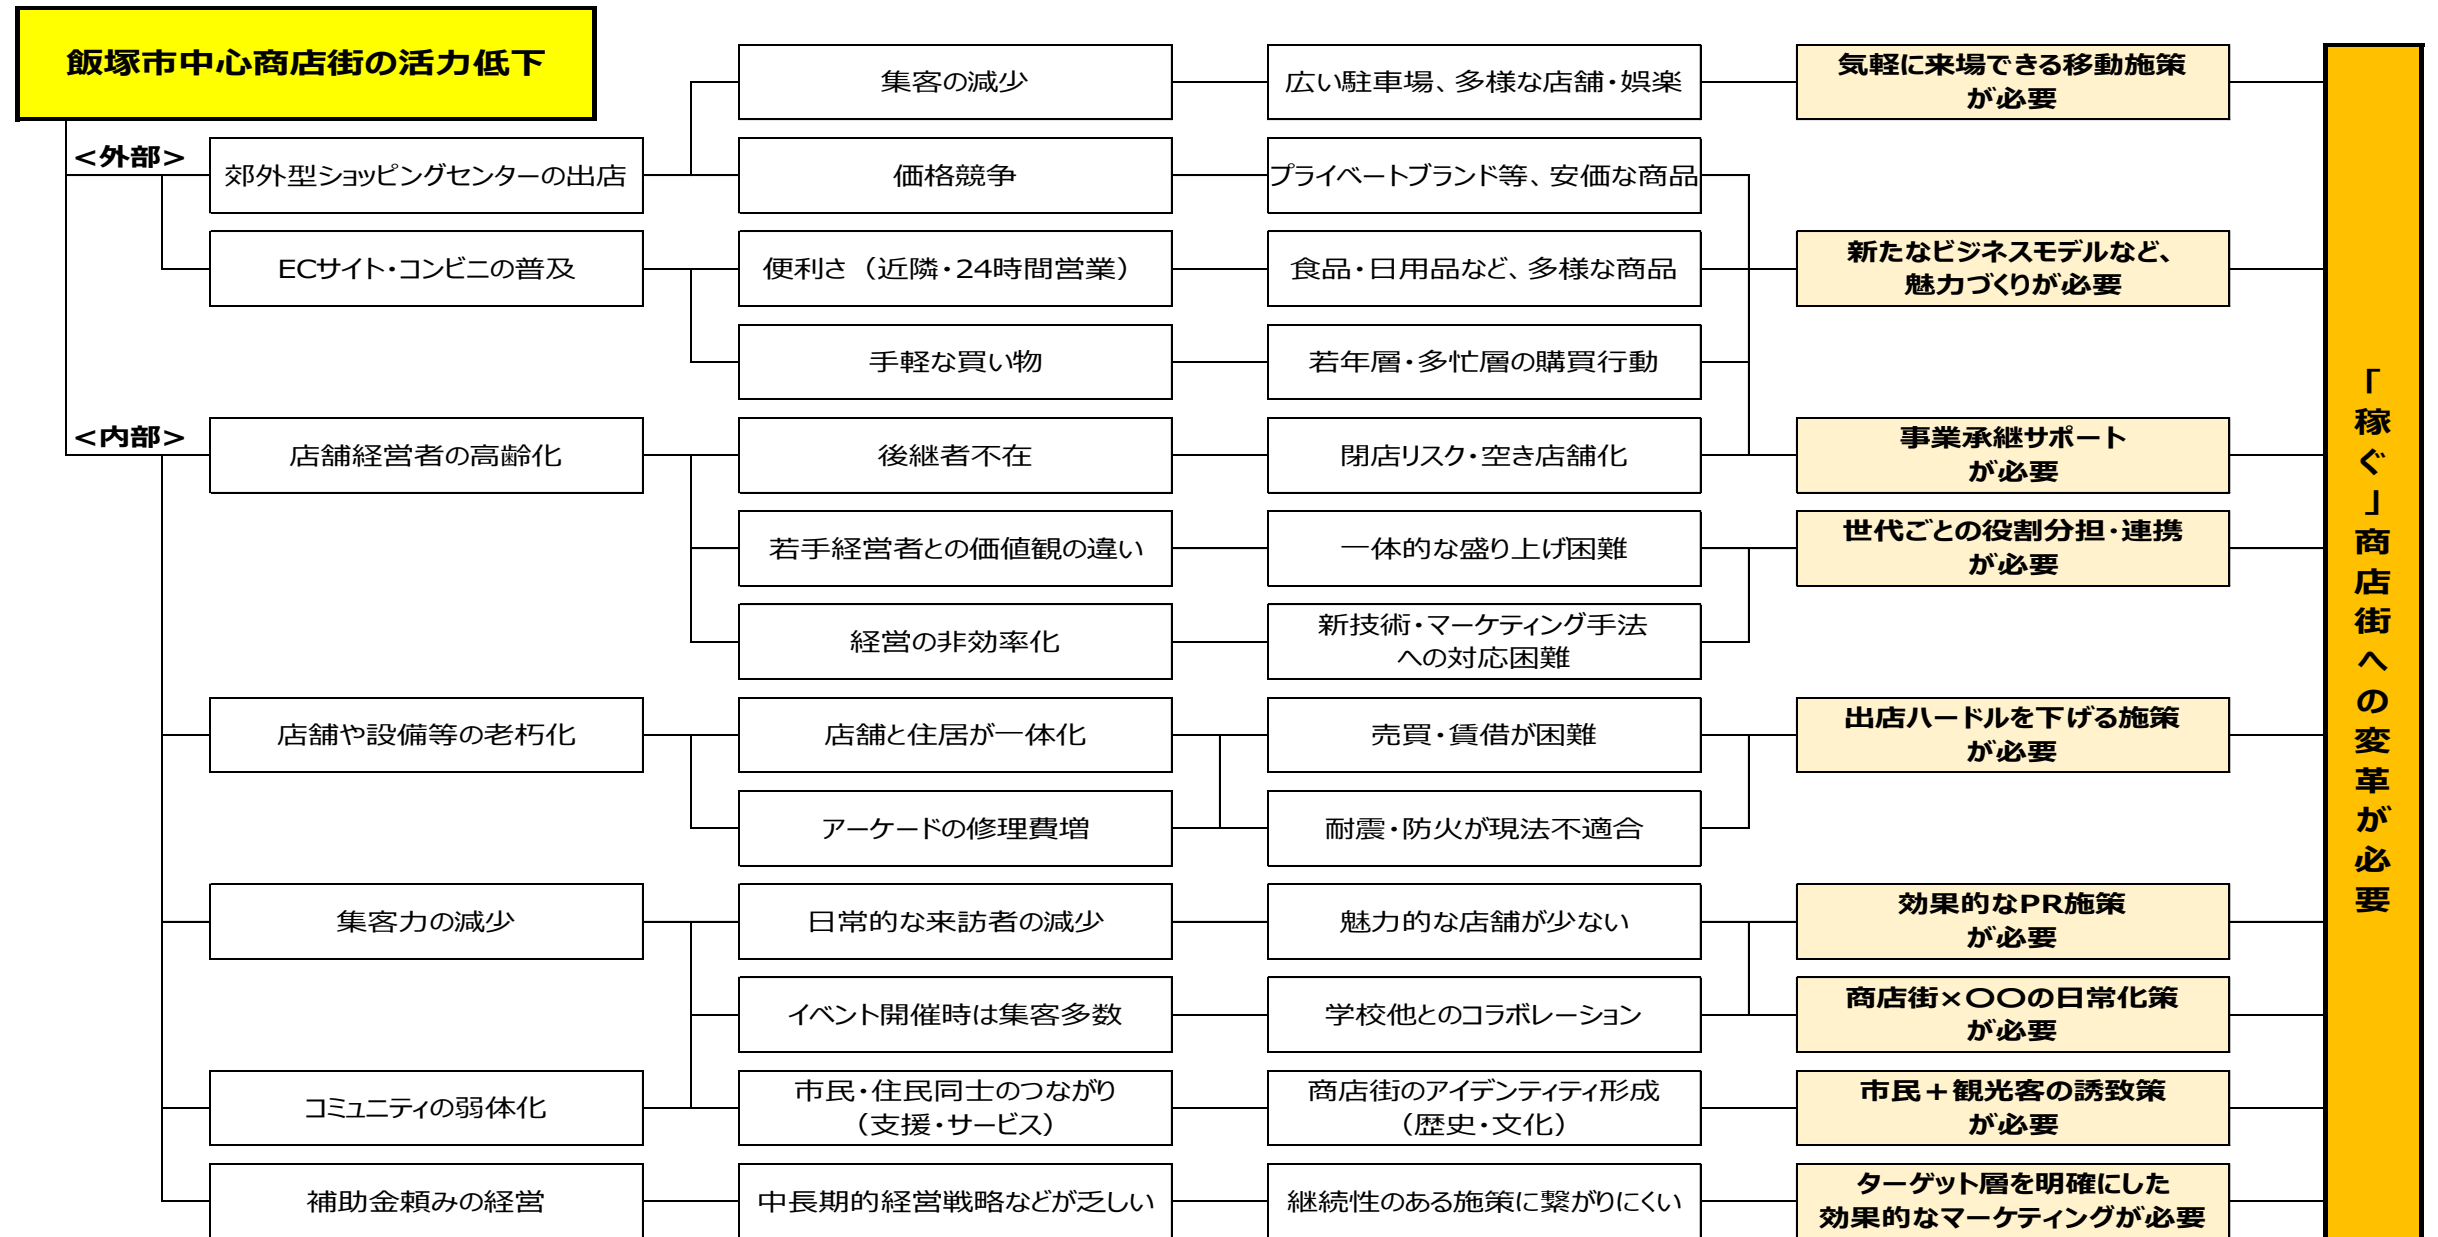 飯塚市中心商店街の活力低下
集客の減少
広い駐車場、多様な店舗・娯楽
気軽に来場できる移動施策
が必要
<外部>
郊外型ショッピングセンターの出店
価格競争
プライベートブランド等、安価な商品
ECサイト・コンビニの普及
便利さ（近隣・24時間営業）
食品・日用品など、多様な商品
新たなビジネスモデルなど、
魅力づくりが必要
手軽な買い物
若年層・多忙層の購買行動
<内部>
店舗経営者の高齢化
後継者不在
閉店リスク・空き店舗化
事業承継サポート
が必要
若手経営者との価値観の違い
一体的な盛り上げ困難
世代ごとの役割分担・連携
が必要
経営の非効率化
新技術・マーケティング手法
への対応困難
店舗や設備等の老朽化
店舗と住居が一体化
売買・賃借が困難
出店ハードルを下げる施策
が必要
アーケードの修理費増
耐震・防火が現法不適合
集客力の減少
日常的な来訪者の減少
魅力的な店舗が少ない
効果的なPR施策
が必要
イベント開催時は集客多数
学校他とのコラボレーション
商店街×〇〇の日常化策
が必要
コミュニティの弱体化
市民・住民同士のつながり
（支援・サービス）
商店街のアイデンティティ形成
（歴史・文化）
市民＋観光客の誘致策
が必要
補助金頼みの経営
中長期的経営戦略などが乏しい
継続性のある施策に繋がりにくい
ターゲット層を明確にした
効果的なマーケティングが必要
「稼ぐ」商店街への変革が必要